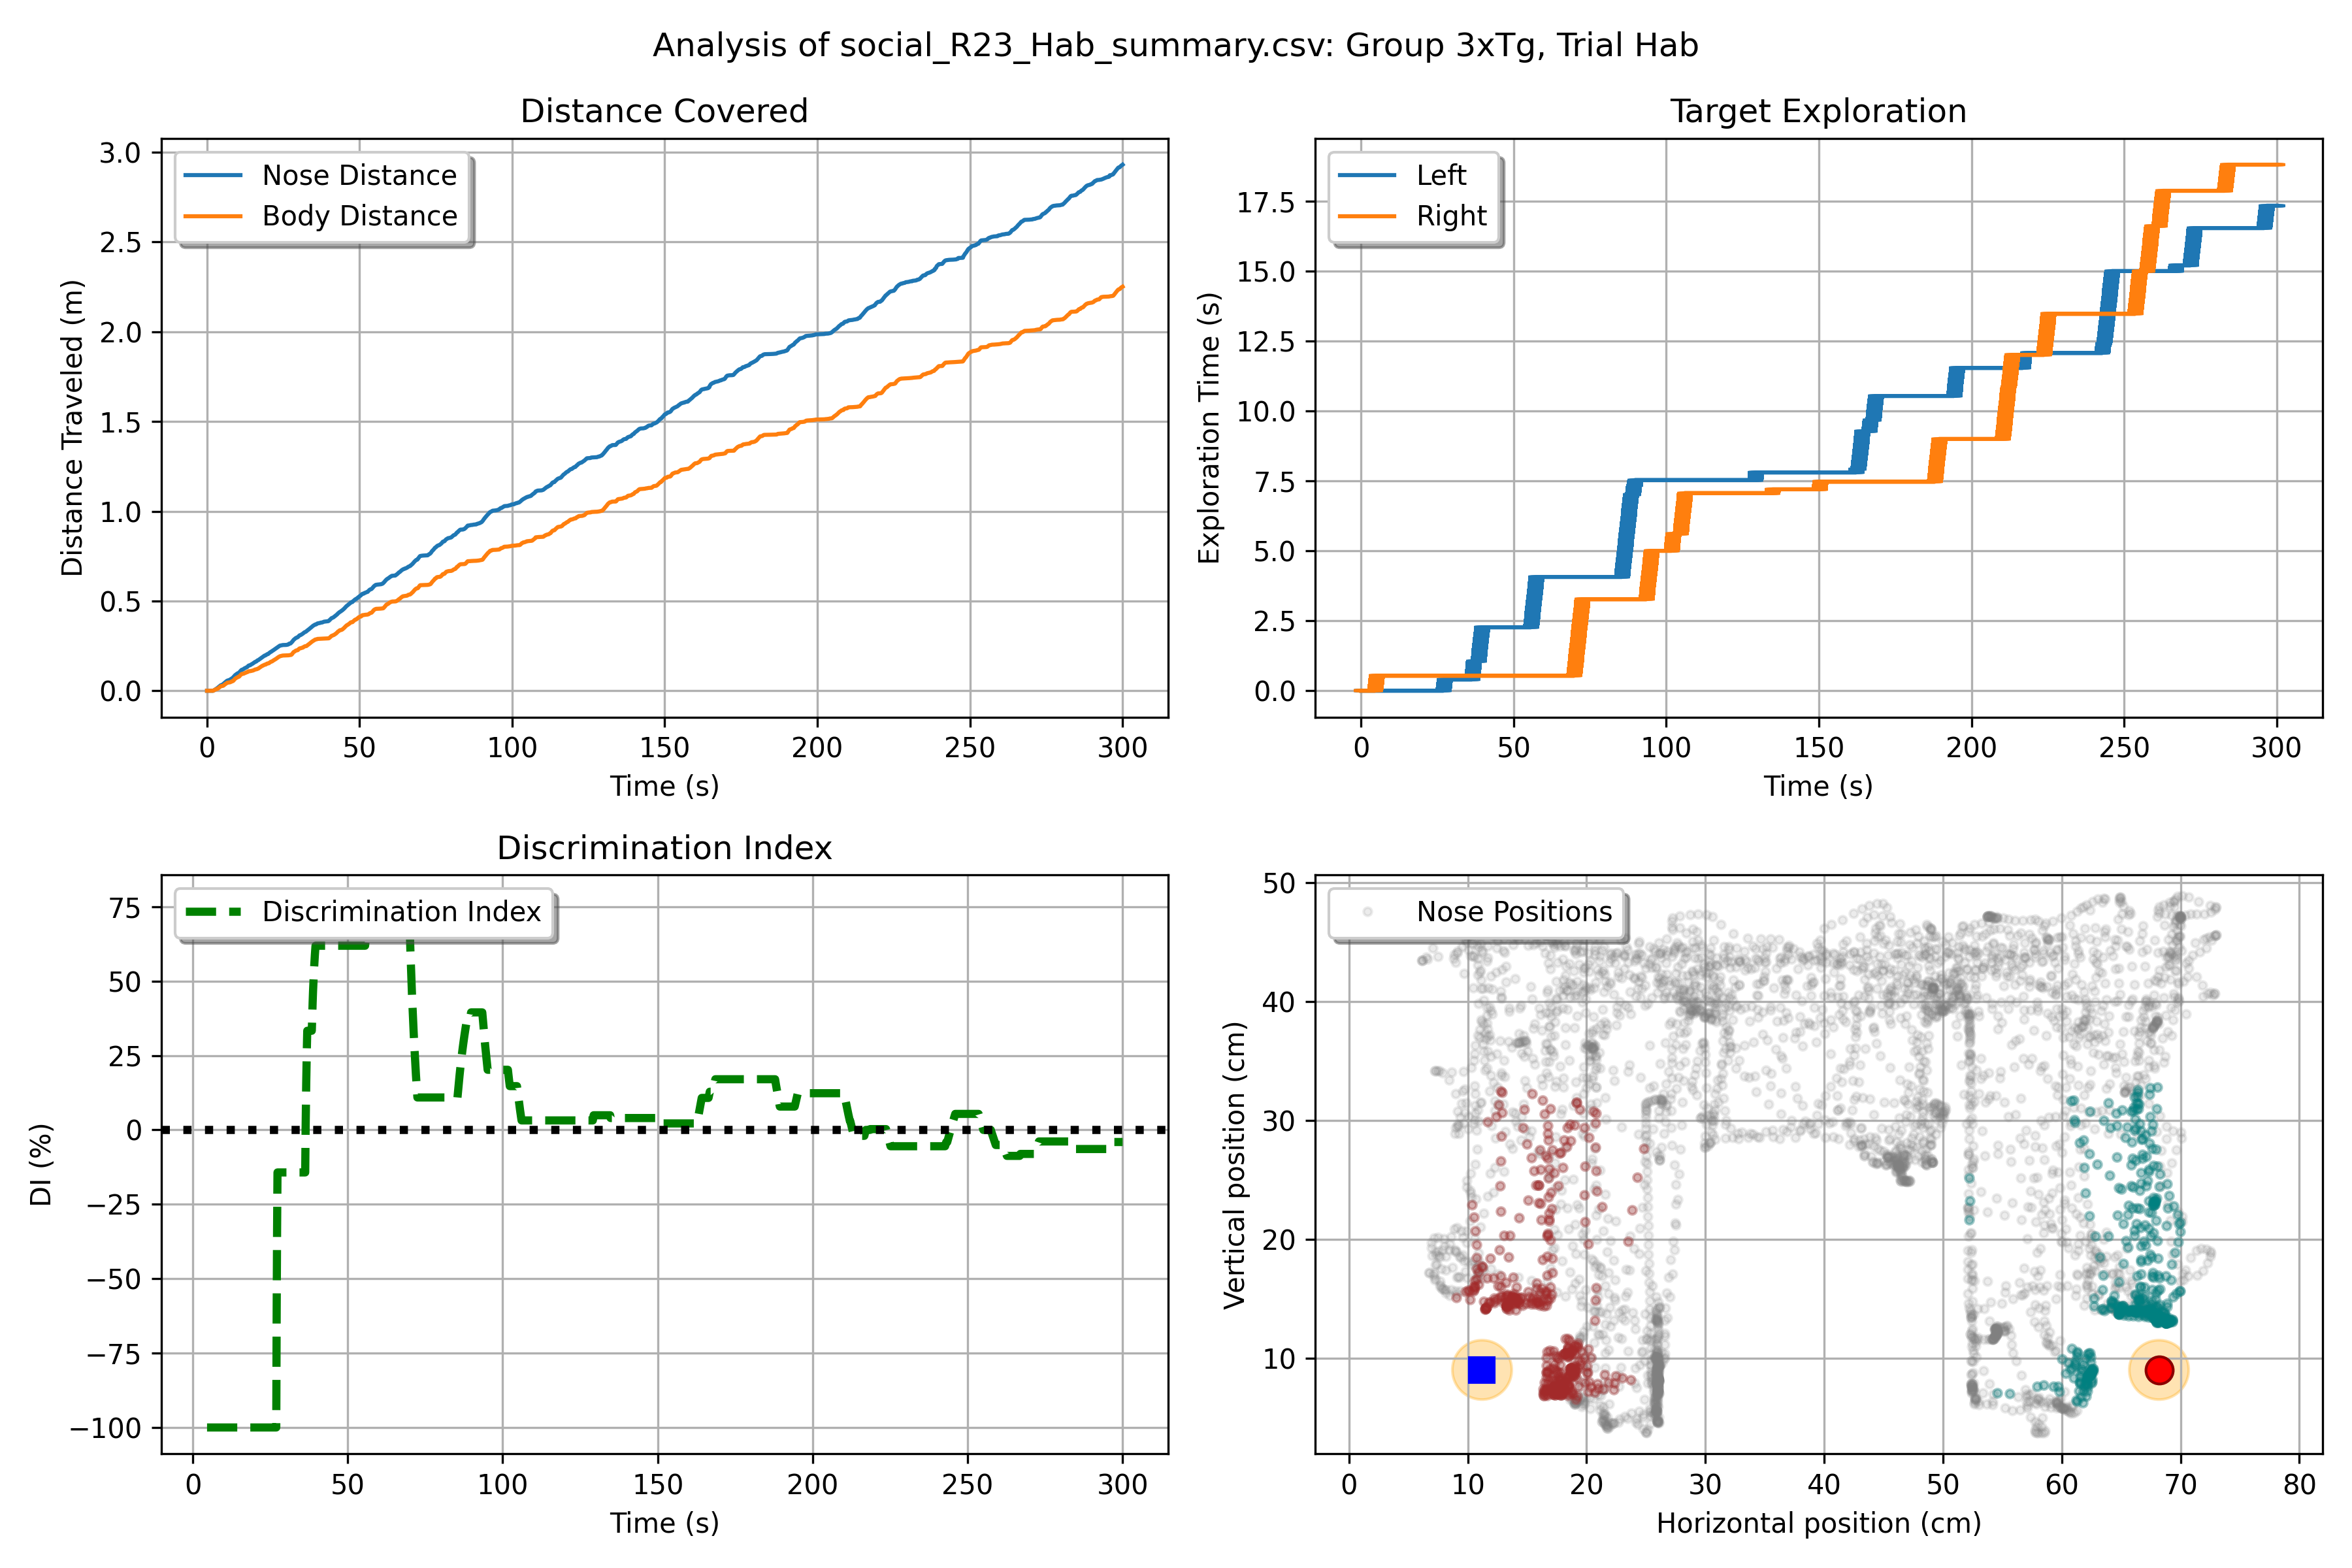 Analysis of social_R23_Hab_summary.csv: Group 3xTg, Trial Hab
Distance Covered
Nose Distance
Body Distance
3.0
2.5
2.0
1.5
1.0
0.5
0.0
Distance Traveled (m)
0 50 100 150 200 250 300
Time (s)
Target Exploration
Left
Right
17.5
15.0
12.5
10.0
7.5
5.0
2.5
0.0
Exploration Time (s)
0 50 100 150 200 250 300
Time (s)
Discrimination Index
Discrimination Index
75
50
25
0
−25
−50
−75
−100
DI (%)
0 50 100 150 200 250 300
Time (s)
Nose Positions
50
40
30
20
10
Vertical position (cm)
0 10 20 30 40 50 60 70 80
Horizontal position (cm)